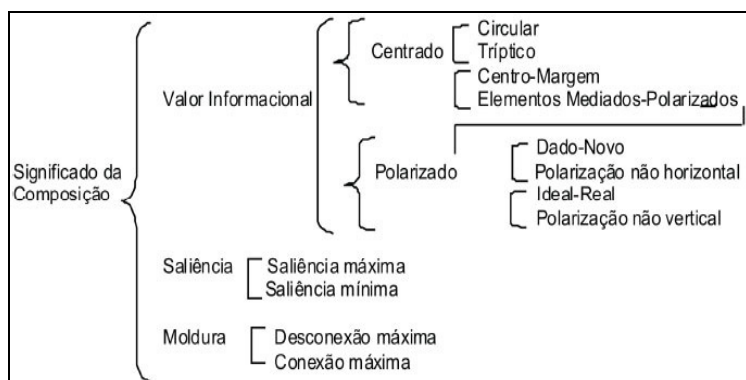 Circular
Centrado
Tríptico
Centro-Margem
Valor Informacional
Elementos Mediados-Polarizados
Dado-Novo
Significado da
Composição
Polarizado
Polarização não horizontal
Ideal-Real
Polarização não vertical
Saliência
Saliência máxima
Saliência mínima
Moldura
Desconexão máxima
Conexão máxima